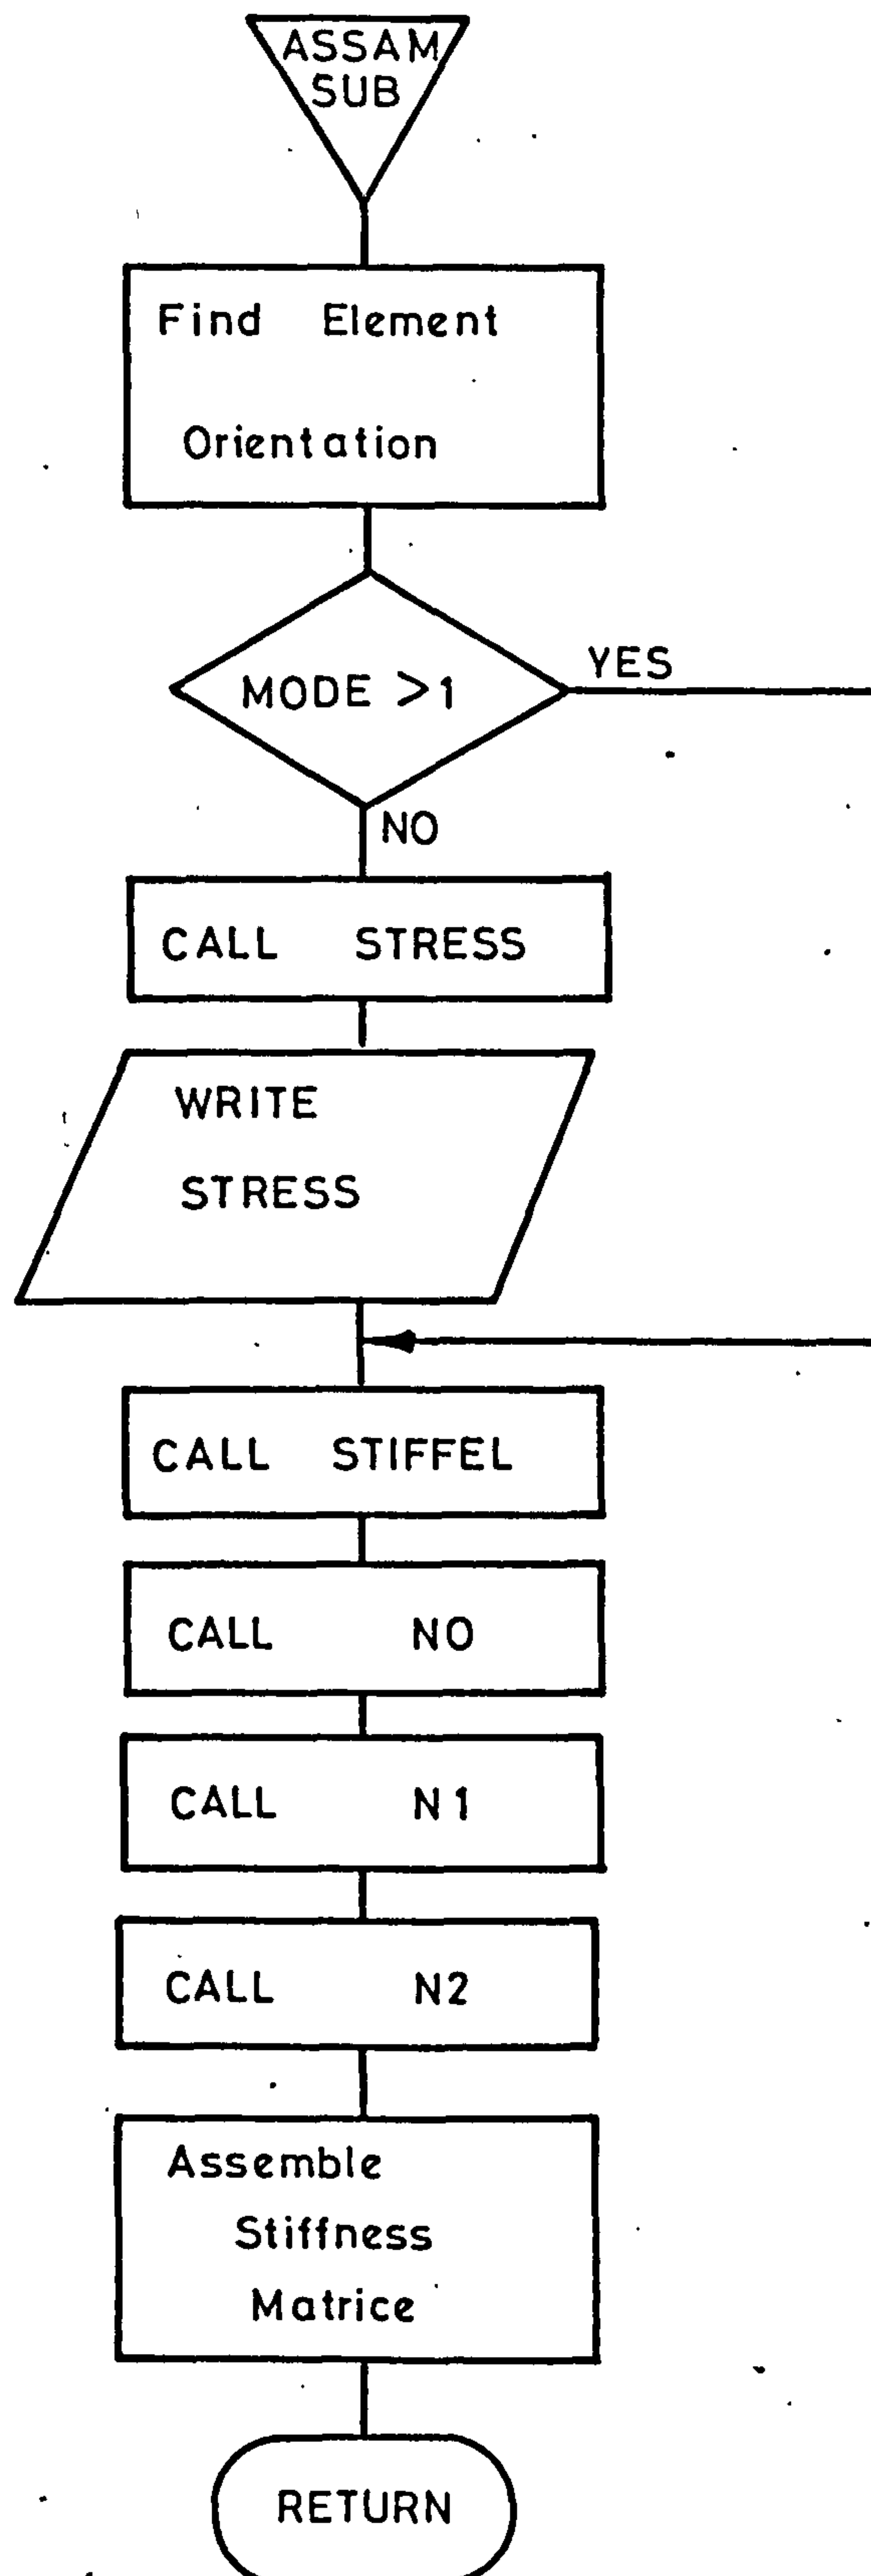 ASSAM
SUB
Find Element
Orientation
MODE >1
YES
NO
CALL STRESS
WRITE
STRESS
CALL STIFFEL
CALL NO
CALL N1
CALL N2
Assemble
Stiffness
Matrice
RETURN